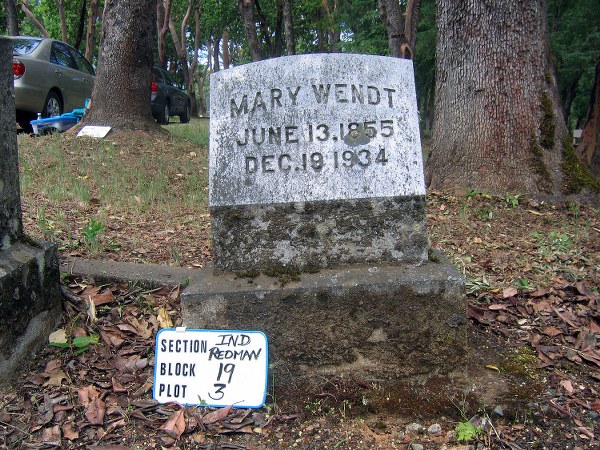 MARY WENDT
JUNE 13. 1855
DEC. 19 1934
SECTION IND REDMAN
BLOCK 19
PLOT 3